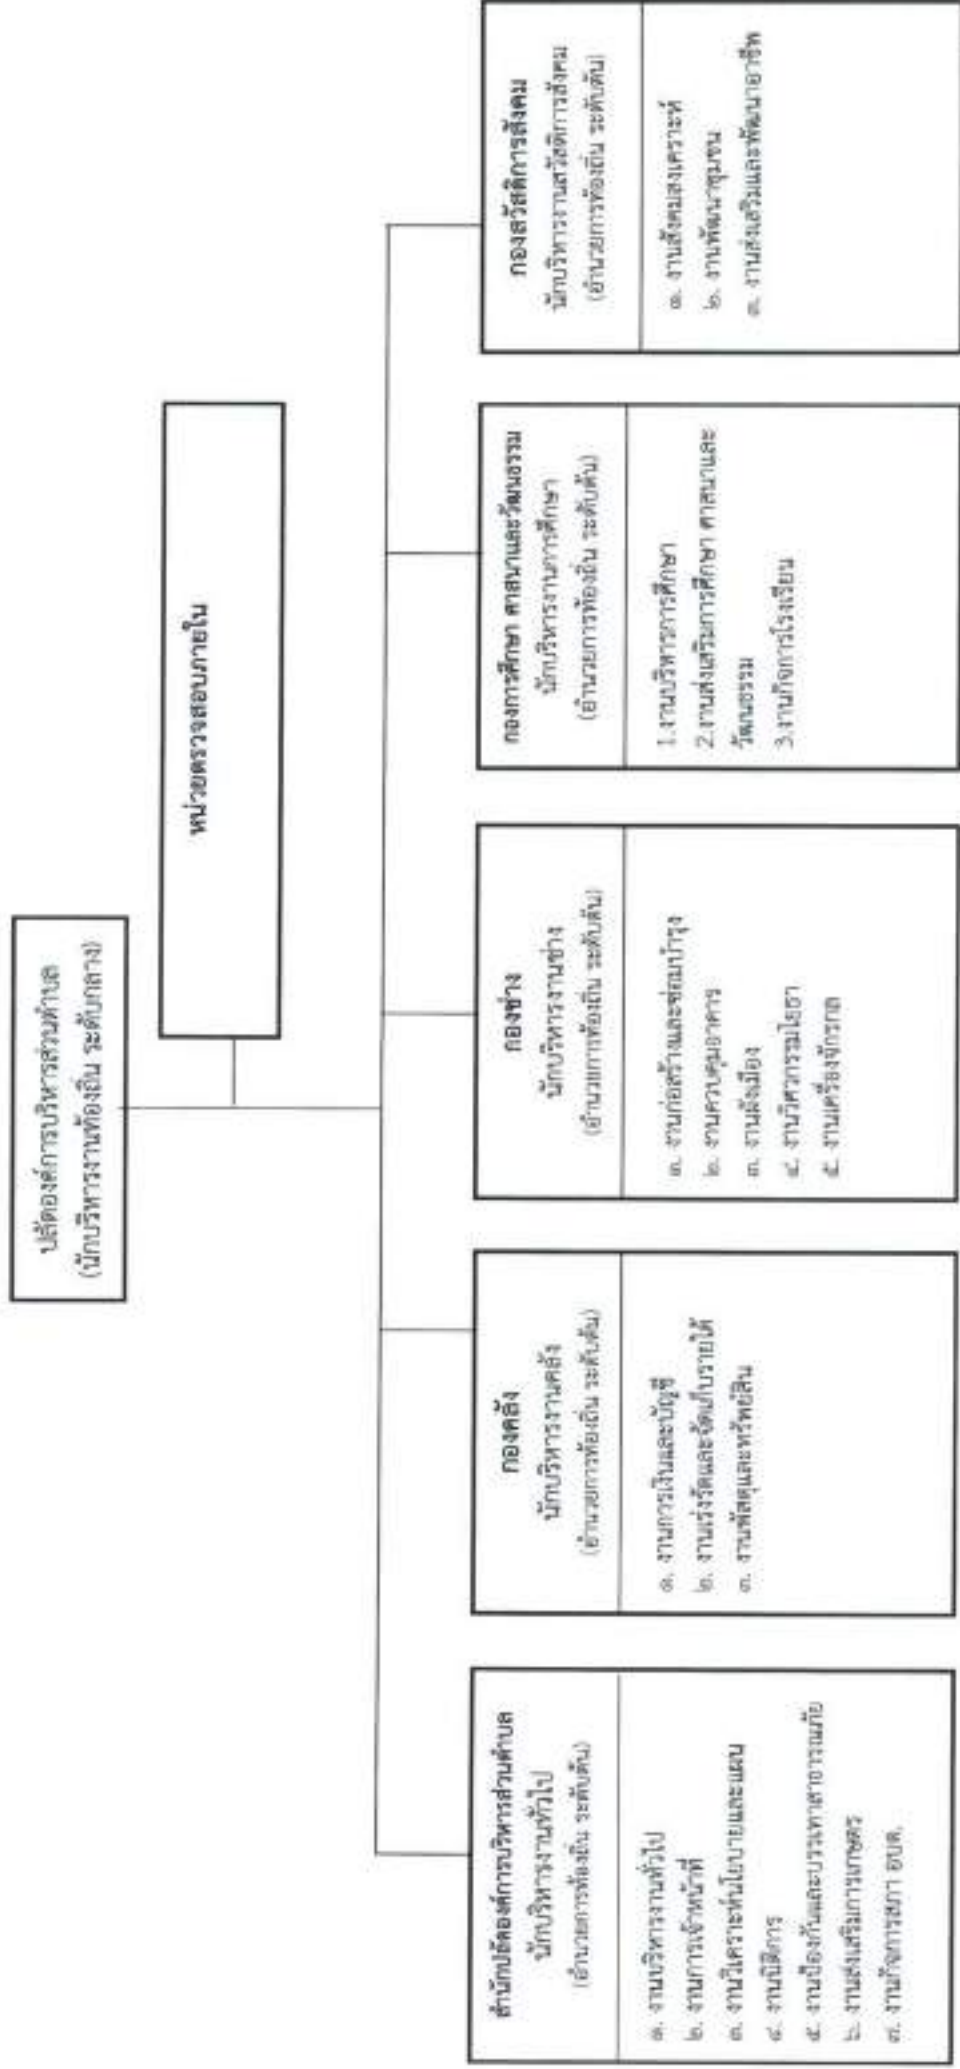 ปลัดองค์การบริหารส่วนตำบล
(นักบริหารงานท้องถิ่น ระดับกลาง)
หน่วยตรวจสอบภายใน
สำนักปลัดองค์การบริหารส่วนตำบล
นักบริหารงานทั่วไป
(อำนวยการท้องถิ่น ระดับต้น)
๑. งานบริหารงานทั่วไป
๒. งานการเจ้าหน้าที่
๓. งานวิเคราะห์นโยบายและแผน
๔. งานนิติการ
๕. งานป้องกันและบรรเทาสาธารณภัย
๖. งานส่งเสริมการเกษตร
๗. งานกิจการสภา อบต.
กองคลัง
นักบริหารงานคลัง
(อำนวยการท้องถิ่น ระดับต้น)
๑. งานการเงินและบัญชี
๒. งานเร่งรัดและจัดเก็บรายได้
๓. งานพัสดุและทรัพย์สิน
กองช่าง
นักบริหารงานช่าง
(อำนวยการท้องถิ่น ระดับต้น)
๑. งานก่อสร้างและซ่อมบำรุง
๒. งานควบคุมอาคาร
๓. งานผังเมือง
๔. งานวิศวกรรมโยธา
๕. งานเครื่องจักรกล
กองการศึกษา ศาสนาและวัฒนธรรม
นักบริหารงานการศึกษา
(อำนวยการท้องถิ่น ระดับต้น)
1.งานบริหารการศึกษา
2.งานส่งเสริมการศึกษา ศาสนาและ
วัฒนธรรม
3.งานกิจการโรงเรียน
กองสวัสดิการสังคม
นักบริหารงานสวัสดิการสังคม
(อำนวยการท้องถิ่น ระดับต้น)
๑. งานสังคมสงเคราะห์
๒. งานพัฒนาชุมชน
๓. งานส่งเสริมและพัฒนาอาชีพ